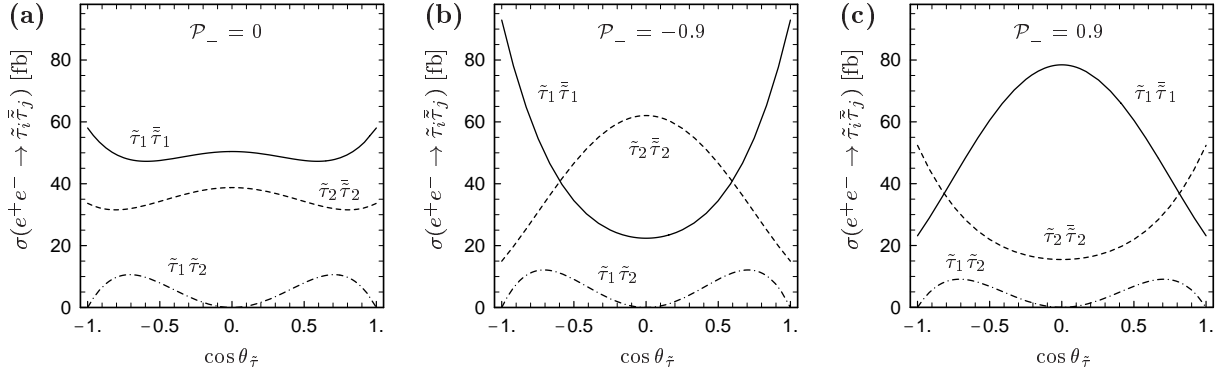 (a)
𝒫₋ = 0
σ(e⁺e⁻ → τ̃ᵢτ̃̄ⱼ) [fb]
80
60
40
20
0
τ̃₁τ̃̄₁
τ̃₂τ̃̄₂
τ̃₁τ̃₂
−1. −0.5 0. 0.5 1.
cos θ_τ̃
(b)
𝒫₋ = −0.9
σ(e⁺e⁻ → τ̃ᵢτ̃̄ⱼ) [fb]
80
60
40
20
0
τ̃₁τ̃̄₁
τ̃₂τ̃̄₂
τ̃₁τ̃₂
−1. −0.5 0. 0.5 1.
cos θ_τ̃
(c)
𝒫₋ = 0.9
σ(e⁺e⁻ → τ̃ᵢτ̃̄ⱼ) [fb]
80
60
40
20
0
τ̃₁τ̃̄₁
τ̃₂τ̃̄₂
τ̃₁τ̃₂
−1. −0.5 0. 0.5 1.
cos θ_τ̃